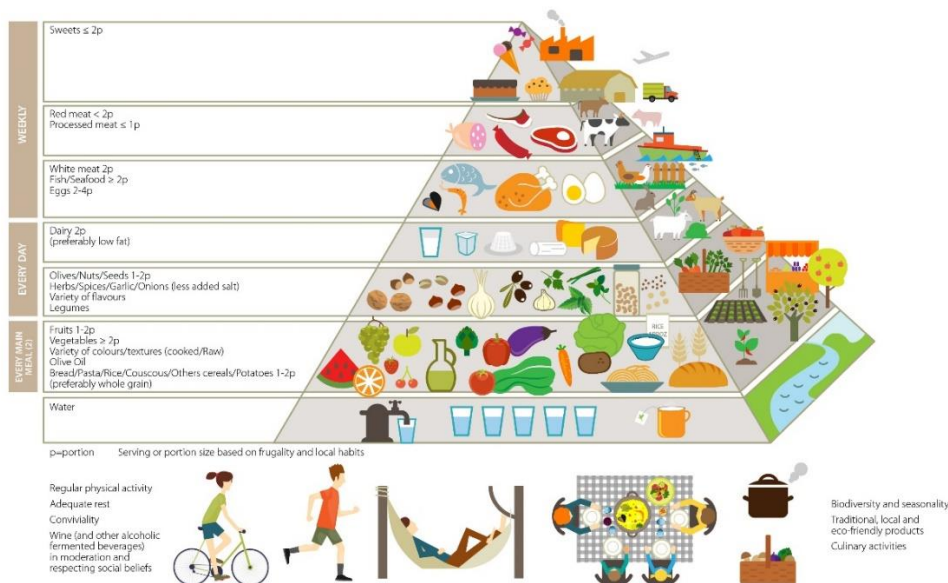 WEEKLY
Sweets ≤ 2p
Red meat < 2p
Processed meat ≤ 1p
White meat 2p
Fish/Seafood ≥ 2p
Eggs 2-4p
EVERY DAY
Dairy 2p
(preferably low fat)
Olives/Nuts/Seeds 1-2p
Herbs/Spices/Garlic/Onions (less added salt)
Variety of flavours
Legumes
EVERY MAIN
MEAL (2)
Fruits 1-2p
Vegetables ≥ 2p
Variety of colours/textures (cooked/Raw)
Olive Oil
Bread/Pasta/Rice/Couscous/Others cereals/Potatoes 1-2p
(preferably whole grain)
RICE
Water
p=portion Serving or portion size based on frugality and local habits
Regular physical activity
Adequate rest
Conviviality
Wine (and other alcoholic
fermented beverages)
in moderation and
respecting social beliefs
Biodiversity and seasonality
Traditional, local and
eco-friendly products
Culinary activities